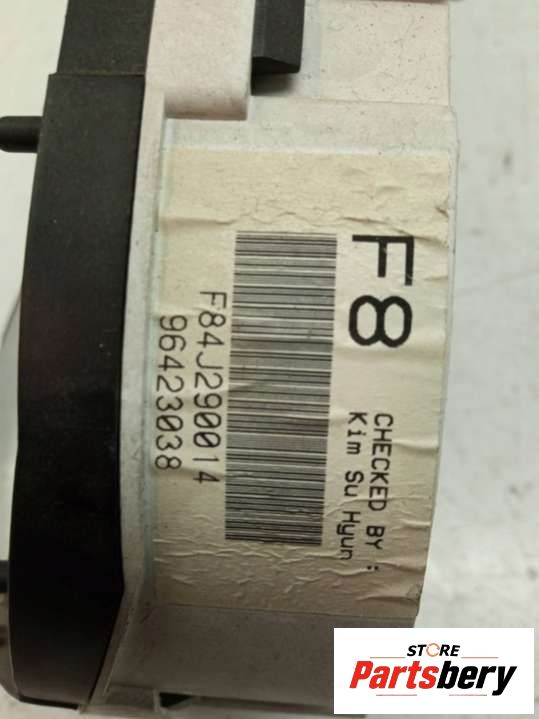 F8
CHECKED BY :
Kim Su Hyun
F84J290014
96423038
STORE
Partsbery